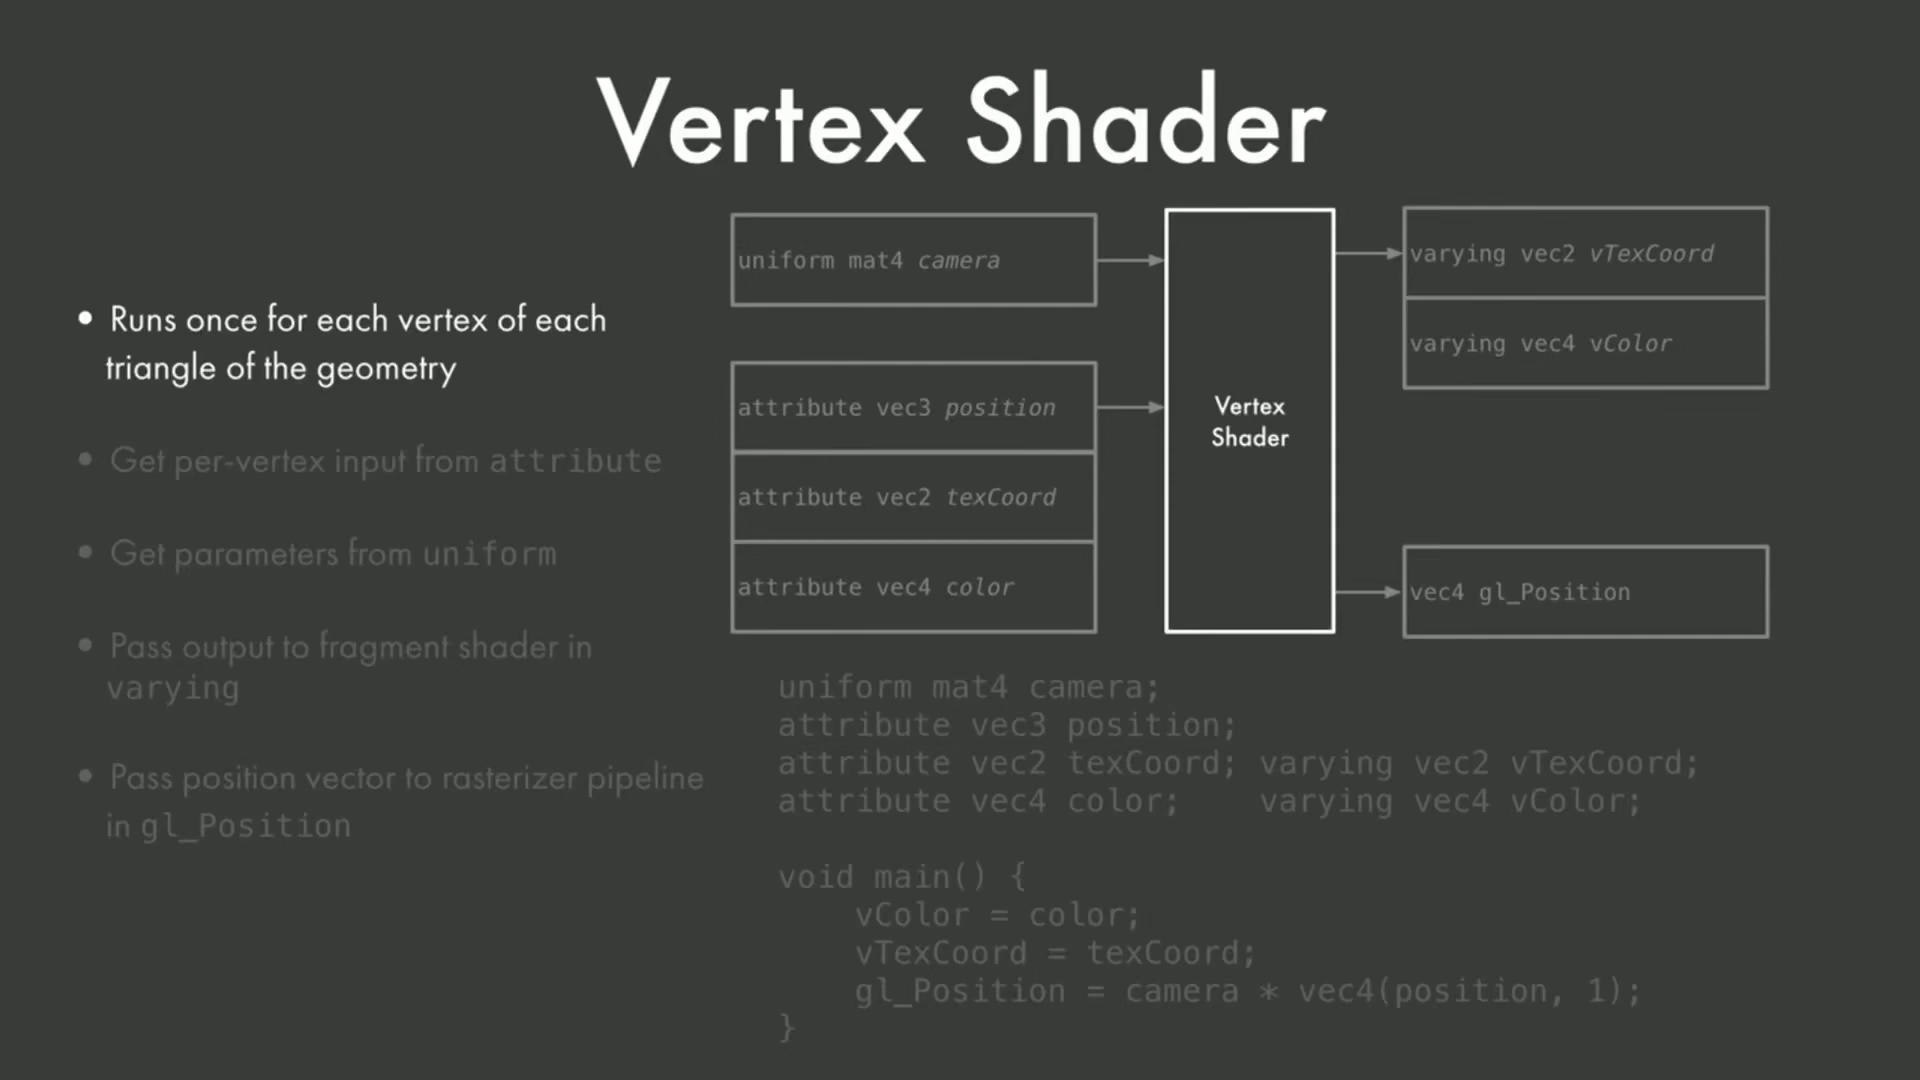 Vertex Shader
• Runs once for each vertex of each
triangle of the geometry
• Get per-vertex input from attribute
• Get parameters from uniform
• Pass output to fragment shader in
varying
• Pass position vector to rasterizer pipeline
in gl_Position
uniform mat4 camera
attribute vec3 position
attribute vec2 texCoord
attribute vec4 color
Vertex
Shader
varying vec2 vTexCoord
varying vec4 vColor
vec4 gl_Position
uniform mat4 camera;
attribute vec3 position;
attribute vec2 texCoord; varying vec2 vTexCoord;
attribute vec4 color;    varying vec4 vColor;
void main() {
    vColor = color;
    vTexCoord = texCoord;
    gl_Position = camera * vec4(position, 1);
}